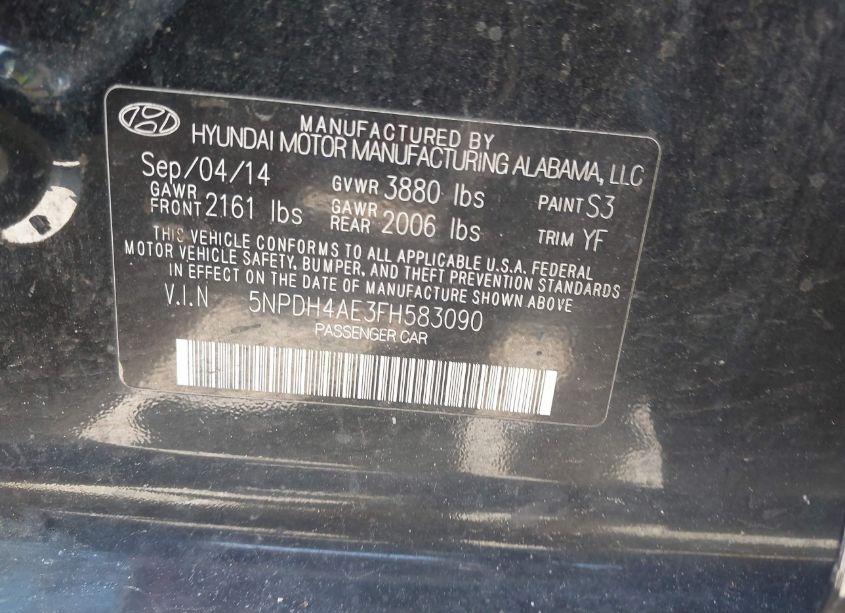 MANUFACTURED BY
HYUNDAI MOTOR MANUFACTURING ALABAMA, LLC
Sep/04/14 GVWR 3880 lbs PAINT S3
GAWR FRONT 2161 lbs GAWR REAR 2006 lbs TRIM YF
THIS VEHICLE CONFORMS TO ALL APPLICABLE U.S.A. FEDERAL
MOTOR VEHICLE SAFETY, BUMPER, AND THEFT PREVENTION STANDARDS
IN EFFECT ON THE DATE OF MANUFACTURE SHOWN ABOVE
V.I.N 5NPDH4AE3FH583090
PASSENGER CAR